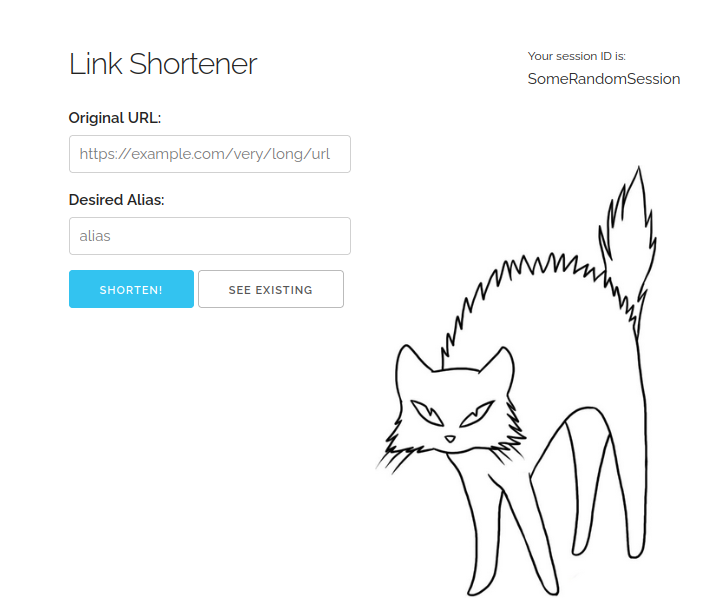 Link Shortener
Your session ID is:
SomeRandomSession
Original URL:
https://example.com/very/long/url
Desired Alias:
alias
SHORTEN!
SEE EXISTING